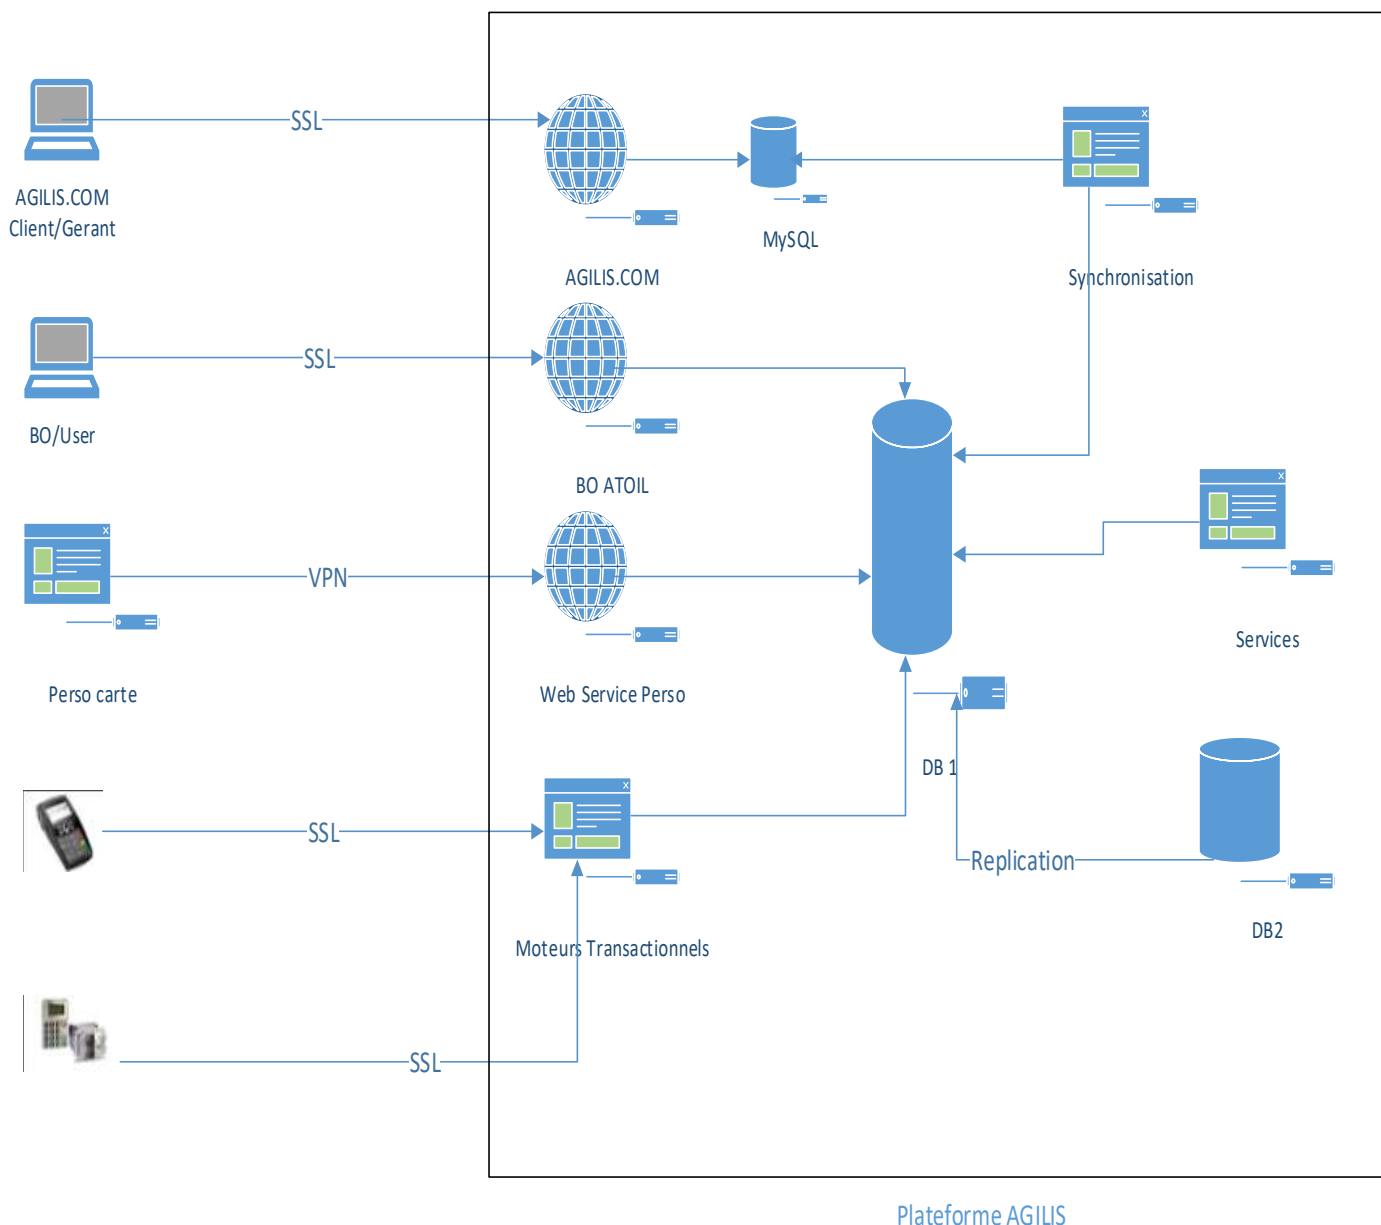 SSL
AGILIS.COM
Client/Gerant
AGILIS.COM
MySQL
Synchronisation
SSL
BO/User
BO ATOIL
VPN
Perso carte
Web Service Perso
Services
DB 1
SSL
Replication
Moteurs Transactionnels
DB2
SSL
Plateforme AGILIS